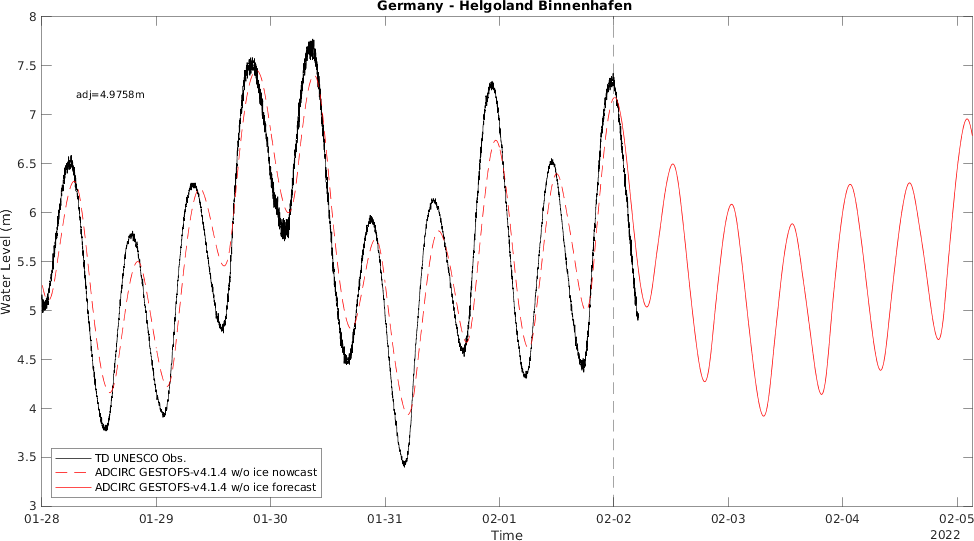 Germany - Helgoland Binnenhafen
8
7.5
7
6.5
6
5.5
5
4.5
4
3.5
3
Water Level (m)
adj=4.9758m
TD UNESCO Obs.
ADCIRC GESTOFS-v4.1.4 w/o ice nowcast
ADCIRC GESTOFS-v4.1.4 w/o ice forecast
01-28 01-29 01-30 01-31 02-01 02-02 02-03 02-04 02-05
Time
2022